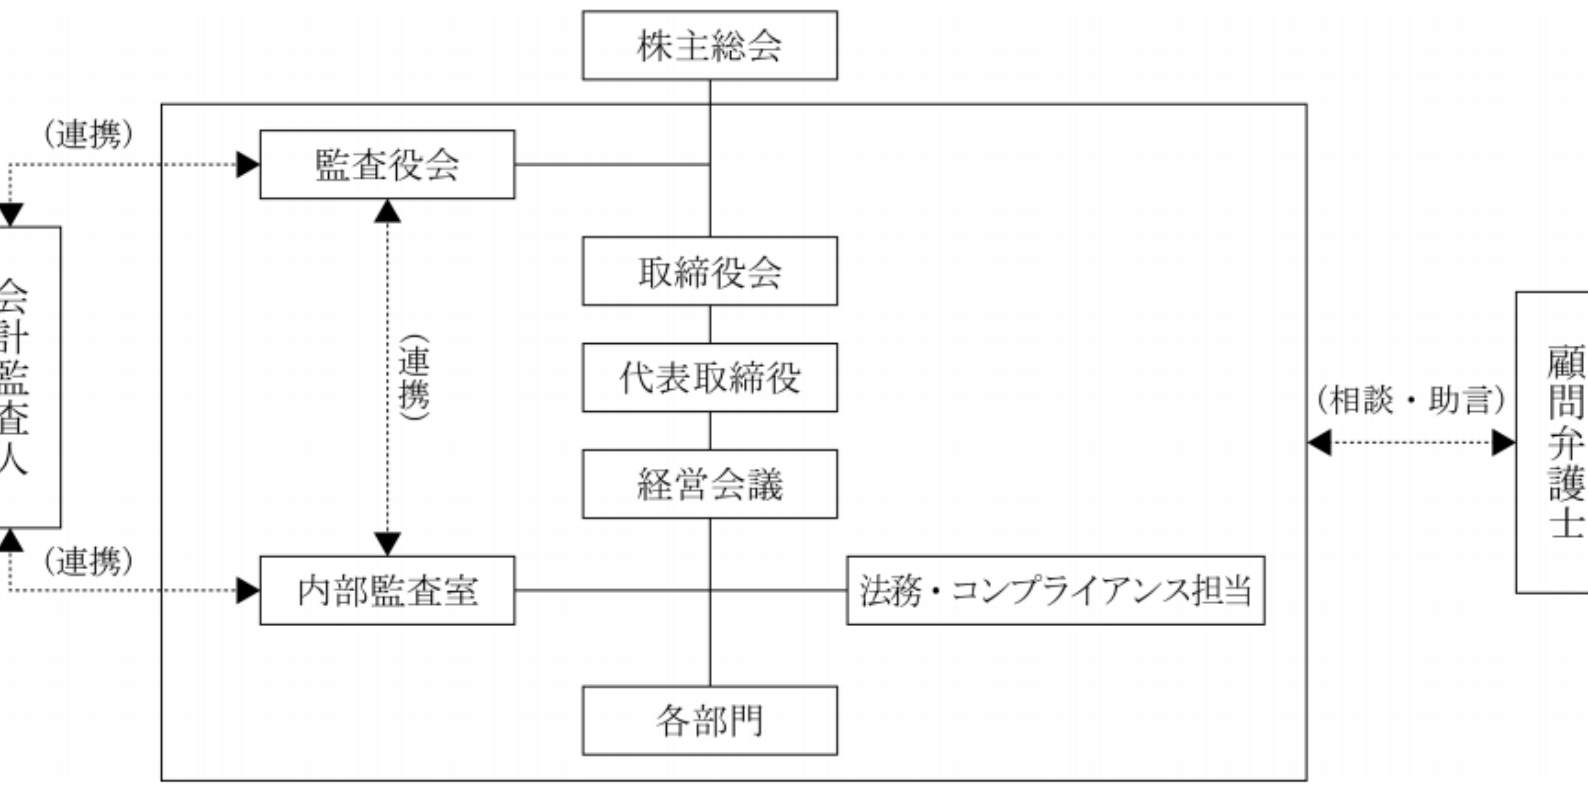 株主総会
(連携)
監査役会
取締役会
会計監査人
(連携)
代表取締役
顧問弁護士
(相談・助言)
経営会議
(連携)
内部監査室
法務・コンプライアンス担当
各部門